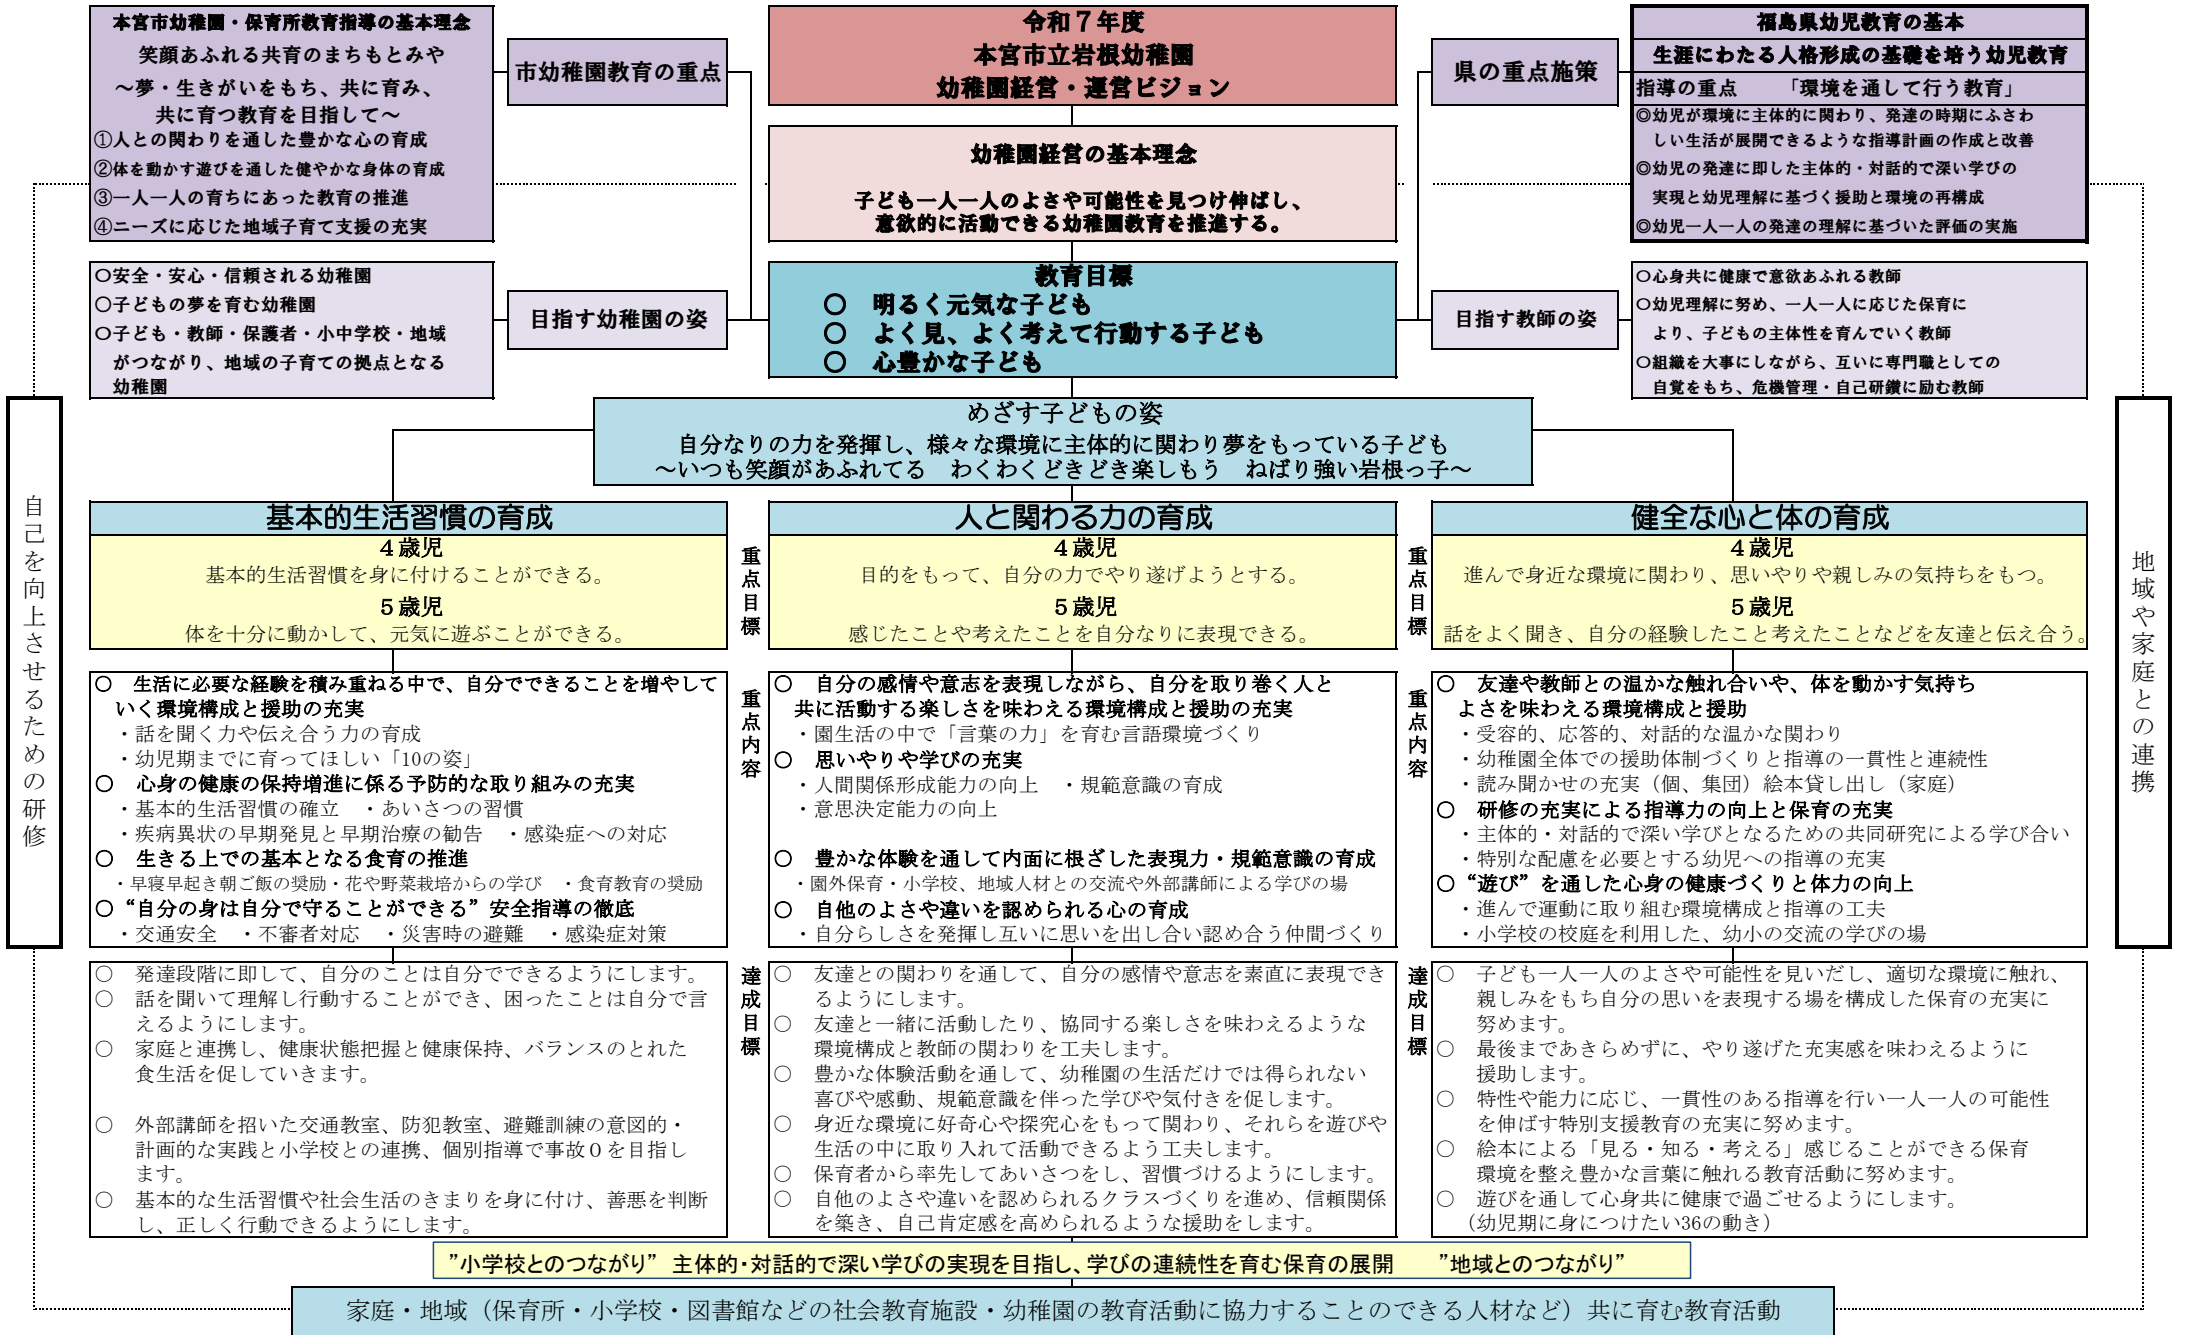 本宮市幼稚園・保育所教育指導の基本理念
笑顔あふれる共育のまちもとみや
～夢・生きがいをもち、共に育み、
共に育つ教育を目指して～
①人との関わりを通した豊かな心の育成
②体を動かす遊びを通した健やかな身体の育成
③一人一人の育ちにあった教育の推進
④ニーズに応じた地域子育て支援の充実
市幼稚園教育の重点
令和７年度
本宮市立岩根幼稚園
幼稚園経営・運営ビジョン
幼稚園経営の基本理念
子ども一人一人のよさや可能性を見つけ伸ばし、
意欲的に活動できる幼稚園教育を推進する。
県の重点施策
福島県幼児教育の基本
生涯にわたる人格形成の基礎を培う幼児教育
指導の重点　　「環境を通して行う教育」
◎幼児が環境に主体的に関わり、発達の時期にふさわ
しい生活が展開できるような指導計画の作成と改善
◎幼児の発達に即した主体的・対話的で深い学びの
実現と幼児理解に基づく援助と環境の再構成
◎幼児一人一人の発達の理解に基づいた評価の実施
○安全・安心・信頼される幼稚園
○子どもの夢を育む幼稚園
○子ども・教師・保護者・小中学校・地域
がつながり、地域の子育ての拠点となる
幼稚園
目指す幼稚園の姿
教育目標
○　明るく元気な子ども
○　よく見、よく考えて行動する子ども
○　心豊かな子ども
目指す教師の姿
○心身共に健康で意欲あふれる教師
○幼児理解に努め、一人一人に応じた保育に
より、子どもの主体性を育んでいく教師
○組織を大事にしながら、互いに専門職としての
自覚をもち、危機管理・自己研鑽に励む教師
めざす子どもの姿
自分なりの力を発揮し、様々な環境に主体的に関わり夢をもっている子ども
～いつも笑顔があふれてる　わくわくどきどき楽しもう　ねばり強い岩根っ子～
自己を向上させるための研修
基本的生活習慣の育成
４歳児
基本的生活習慣を身に付けることができる。
５歳児
体を十分に動かして、元気に遊ぶことができる。
重点目標
人と関わる力の育成
４歳児
目的をもって、自分の力でやり遂げようとする。
５歳児
感じたことや考えたことを自分なりに表現できる。
重点目標
健全な心と体の育成
４歳児
進んで身近な環境に関わり、思いやりや親しみの気持ちをもつ。
５歳児
話をよく聞き、自分の経験したこと考えたことなどを友達と伝え合う。
地域や家庭との連携
○　生活に必要な経験を積み重ねる中で、自分でできることを増やして
いく環境構成と援助の充実
・話を聞く力や伝え合う力の育成
・幼児期までに育ってほしい「10の姿」
○　心身の健康の保持増進に係る予防的な取り組みの充実
・基本的生活習慣の確立　・あいさつの習慣
・疾病異状の早期発見と早期治療の勧告　・感染症への対応
○　生きる上での基本となる食育の推進
・早寝早起き朝ご飯の奨励・花や野菜栽培からの学び　・食育教育の奨励
○　“自分の身は自分で守ることができる”安全指導の徹底
・交通安全　・不審者対応　・災害時の避難　・感染症対策
重点内容
○　自分の感情や意志を表現しながら、自分を取り巻く人と
共に活動する楽しさを味わえる環境構成と援助の充実
・園生活の中で「言葉の力」を育む言語環境づくり
○　思いやりや学びの充実
・人間関係形成能力の向上　・規範意識の育成
・意思決定能力の向上
○　豊かな体験を通して内面に根ざした表現力・規範意識の育成
・園外保育・小学校、地域人材との交流や外部講師による学びの場
○　自他のよさや違いを認められる心の育成
・自分らしさを発揮し互いに思いを出し合い認め合う仲間づくり
重点内容
○　友達や教師との温かな触れ合いや、体を動かす気持ち
よさを味わえる環境構成と援助
・受容的、応答的、対話的な温かな関わり
・幼稚園全体での援助体制づくりと指導の一貫性と連続性
・読み聞かせの充実（個、集団）絵本貸し出し（家庭）
○　研修の充実による指導力の向上と保育の充実
・主体的・対話的で深い学びとなるための共同研究による学び合い
・特別な配慮を必要とする幼児への指導の充実
○“遊び”を通した心身の健康づくりと体力の向上
・進んで運動に取り組む環境構成と指導の工夫
・小学校の校庭を利用した、幼小の交流の学びの場
○　発達段階に即して、自分のことは自分でできるようにします。
○　話を聞いて理解し行動することができ、困ったことは自分で言
えるようにします。
○　家庭と連携し、健康状態把握と健康保持、バランスのとれた
食生活を促していきます。
○　外部講師を招いた交通教室、防犯教室、避難訓練の意図的・
計画的な実践と小学校との連携、個別指導で事故０を目指し
ます。
○　基本的な生活習慣や社会生活のきまりを身に付け、善悪を判断
し、正しく行動できるようにします。
達成目標
○　友達との関わりを通して、自分の感情や意志を素直に表現でき
るようにします。
○　友達と一緒に活動したり、協同する楽しさを味わえるような
環境構成と教師の関わりを工夫します。
○　豊かな体験活動を通して、幼稚園の生活だけでは得られない
喜びや感動、規範意識を伴った学びや気付きを促します。
○　身近な環境に好奇心や探究心をもって関わり、それらを遊びや
生活の中に取り入れて活動できるよう工夫します。
○　保育者から率先してあいさつをし、習慣づけるようにします。
○　自他のよさや違いを認められるクラスづくりを進め、信頼関係
を築き、自己肯定感を高められるような援助をします。
達成目標
○　子ども一人一人のよさや可能性を見いだし、適切な環境に触れ、
親しみをもち自分の思いを表現する場を構成した保育の充実に
努めます。
○　最後まであきらめずに、やり遂げた充実感を味わえるように
援助します。
○　特性や能力に応じ、一貫性のある指導を行い一人一人の可能性
を伸ばす特別支援教育の充実に努めます。
○　絵本による「見る・知る・考える」感じることができる保育
環境を整え豊かな言葉に触れる教育活動に努めます。
○　遊びを通して心身共に健康で過ごせるようにします。
（幼児期に身につけたい36の動き）
”小学校とのつながり”　主体的・対話的で深い学びの実現を目指し、学びの連続性を育む保育の展開　　”地域とのつながり”
家庭・地域（保育所・小学校・図書館などの社会教育施設・幼稚園の教育活動に協力することのできる人材など）共に育む教育活動